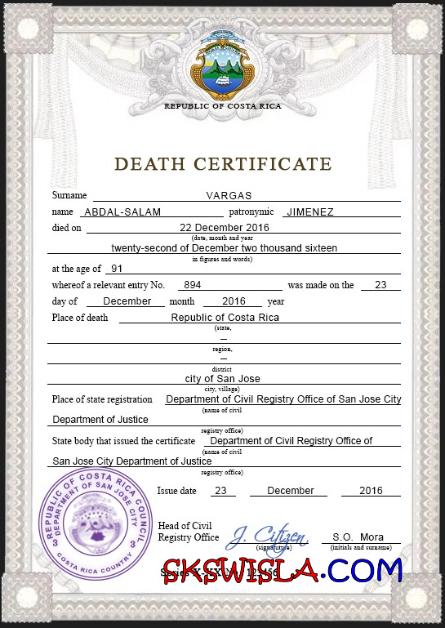 REPUBLIC OF COSTA RICA
DEATH CERTIFICATE
Surname VARGAS
name ABDAL-SALAM patronymic JIMENEZ
died on 22 December 2016
(date, month and year
twenty-second of December two thousand sixteen
in figures and words)
at the age of 91
whereof a relevant entry No. 894 was made on the 23
day of December month 2016 year
Place of death Republic of Costa Rica
(state,
—
region,
—
district
city of San Jose
city, village)
Place of state registration Department of Civil Registry Office of San Jose City
(name of civil
Department of Justice
registry office)
State body that issued the certificate Department of Civil Registry Office of
(name of civil
San Jose City Department of Justice
registry office)
REPUBLIC OF COSTA RICA COUNCIL
DEPARTMENT OF SAN JOSE CITY
3 3
COSTA RICA COUNTRY
Issue date 23 December 2016
Head of Civil
Registry Office J. Citizen S.O. Mora
(signature) (initials and surname)
SKSWISLA.COM